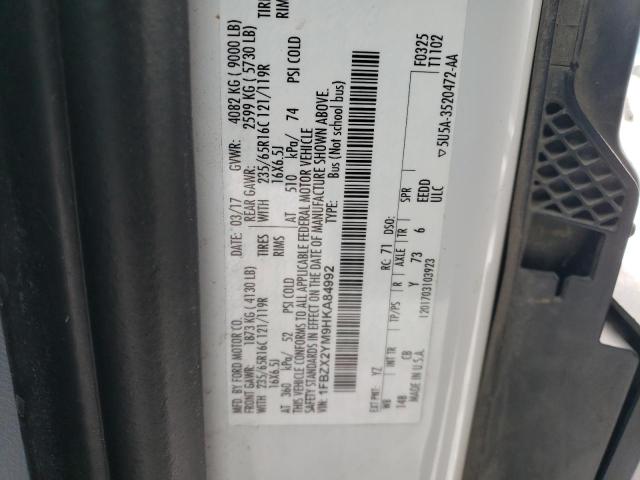 MFD. BY FORD MOTOR CO.
DATE: 03/17 GVWR: 4082 KG ( 9000 LB)
FRONT GAWR: 1873 KG ( 4130 LB) REAR GAWR: 2599 KG ( 5730 LB)
WITH 235/65R16C 121/119R TIRES WITH 235/65R16C 121/119R TIRES
16X6.5J RIMS 16X6.5J RIMS
AT 360 kPa/ 52 PSI COLD AT 510 kPa/ 74 PSI COLD
THIS VEHICLE CONFORMS TO ALL APPLICABLE FEDERAL MOTOR VEHICLE
SAFETY STANDARDS IN EFFECT ON THE DATE OF MANUFACTURE SHOWN ABOVE.
VIN: 1FBZX2YM9HKA84992 TYPE: Bus (Not school bus)
F0325
T1102
EXT PNT: YZ RC: 71 DSO:
WB INT TR TP/PS R AXLE TR SPR
148 CB Y 73 6 EEDD
ULC
MADE IN U.S.A. 1201703103923 ▽5U5A-3520472-AA